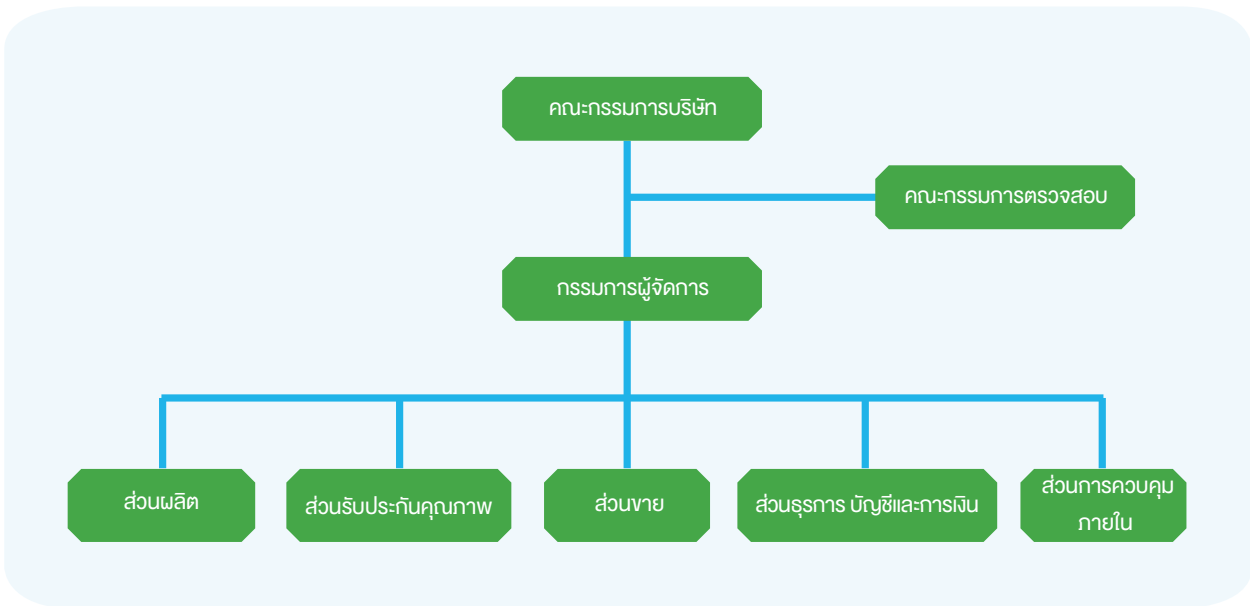 คณะกรรมการบริษัท
คณะกรรมการตรวจสอบ
กรรมการผู้จัดการ
ส่วนผลิต
ส่วนรับประกันคุณภาพ
ส่วนขาย
ส่วนธุรการ บัญชีและการเงิน
ส่วนการควบคุม
ภายใน